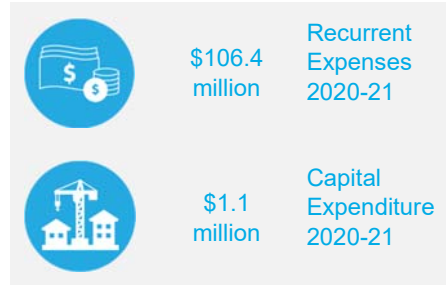 $106.4
million
Recurrent
Expenses
2020-21
$1.1
million
Capital
Expenditure
2020-21